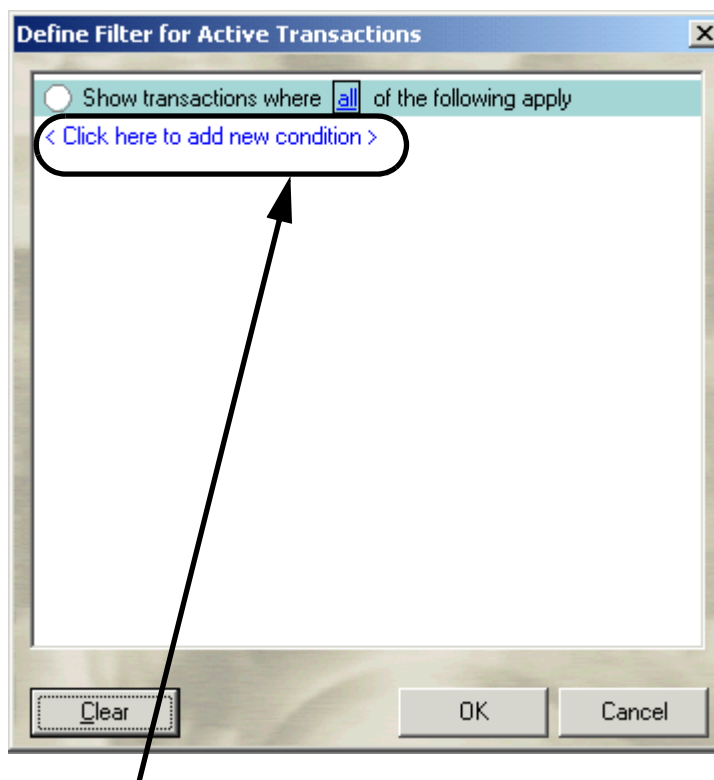 Define Filter for Active Transactions
Show transactions where all of the following apply
< Click here to add new condition >
Clear
OK
Cancel